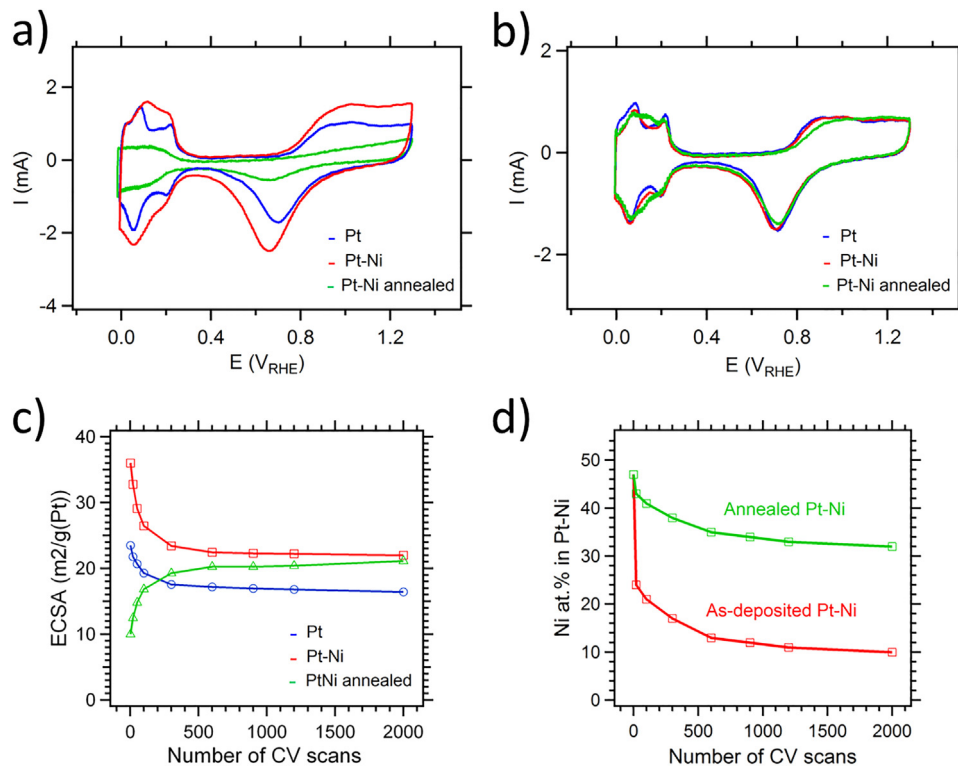 a)
I (mA)
2
0
-2
-4
0.0 0.4 0.8 1.2
E (V_RHE)
Pt
Pt-Ni
Pt-Ni annealed
b)
I (mA)
2
0
-2
0.0 0.4 0.8 1.2
E (V_RHE)
Pt
Pt-Ni
Pt-Ni annealed
c)
ECSA (m2/g(Pt))
40
30
20
10
0
0 500 1000 1500 2000
Number of CV scans
Pt
Pt-Ni
PtNi annealed
d)
Ni at.% in Pt-Ni
50
40
30
20
10
0
0 500 1000 1500 2000
Number of CV scans
Annealed Pt-Ni
As-deposited Pt-Ni